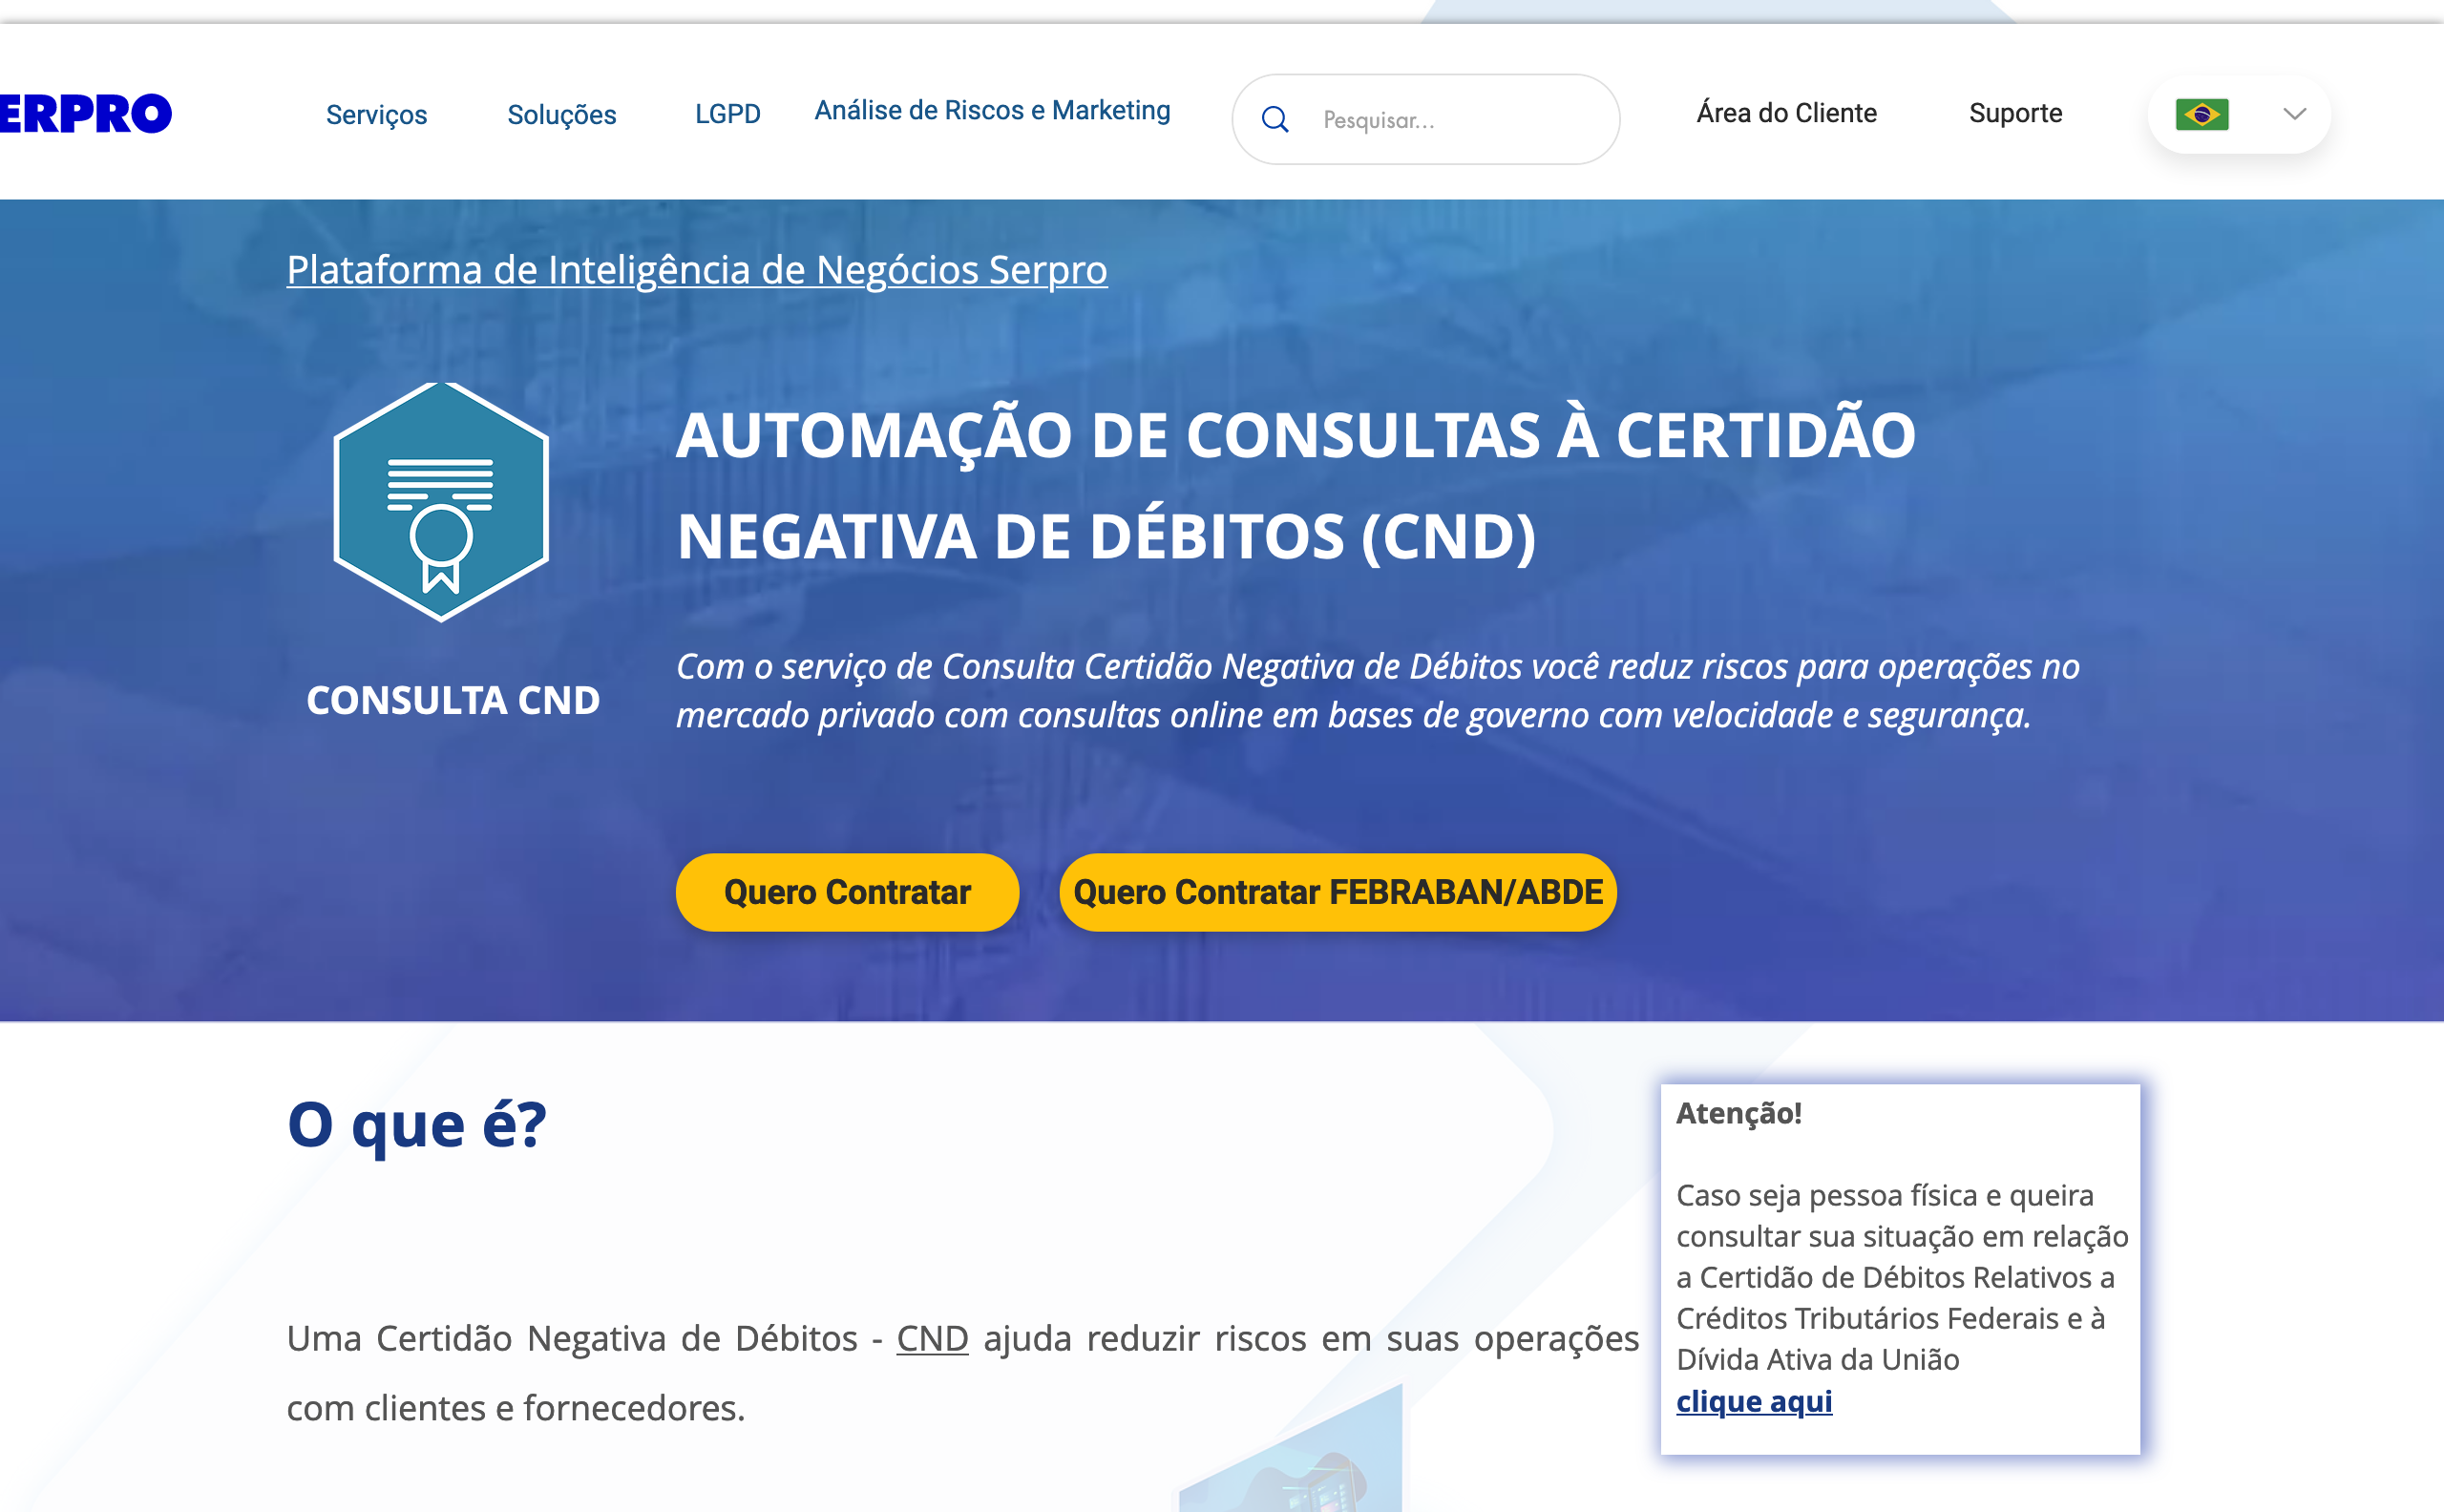 ERPRO
Serviços
Soluções
LGPD
Análise de Riscos e Marketing
Pesquisar...
Área do Cliente
Suporte
Plataforma de Inteligência de Negócios Serpro
CONSULTA CND
AUTOMAÇÃO DE CONSULTAS À CERTIDÃO
NEGATIVA DE DÉBITOS (CND)
Com o serviço de Consulta Certidão Negativa de Débitos você reduz riscos para operações no
mercado privado com consultas online em bases de governo com velocidade e segurança.
Quero Contratar
Quero Contratar FEBRABAN/ABDE
O que é?
Uma Certidão Negativa de Débitos - CND ajuda reduzir riscos em suas operações
com clientes e fornecedores.
Atenção!
Caso seja pessoa física e queira
consultar sua situação em relação
a Certidão de Débitos Relativos a
Créditos Tributários Federais e à
Dívida Ativa da União
clique aqui